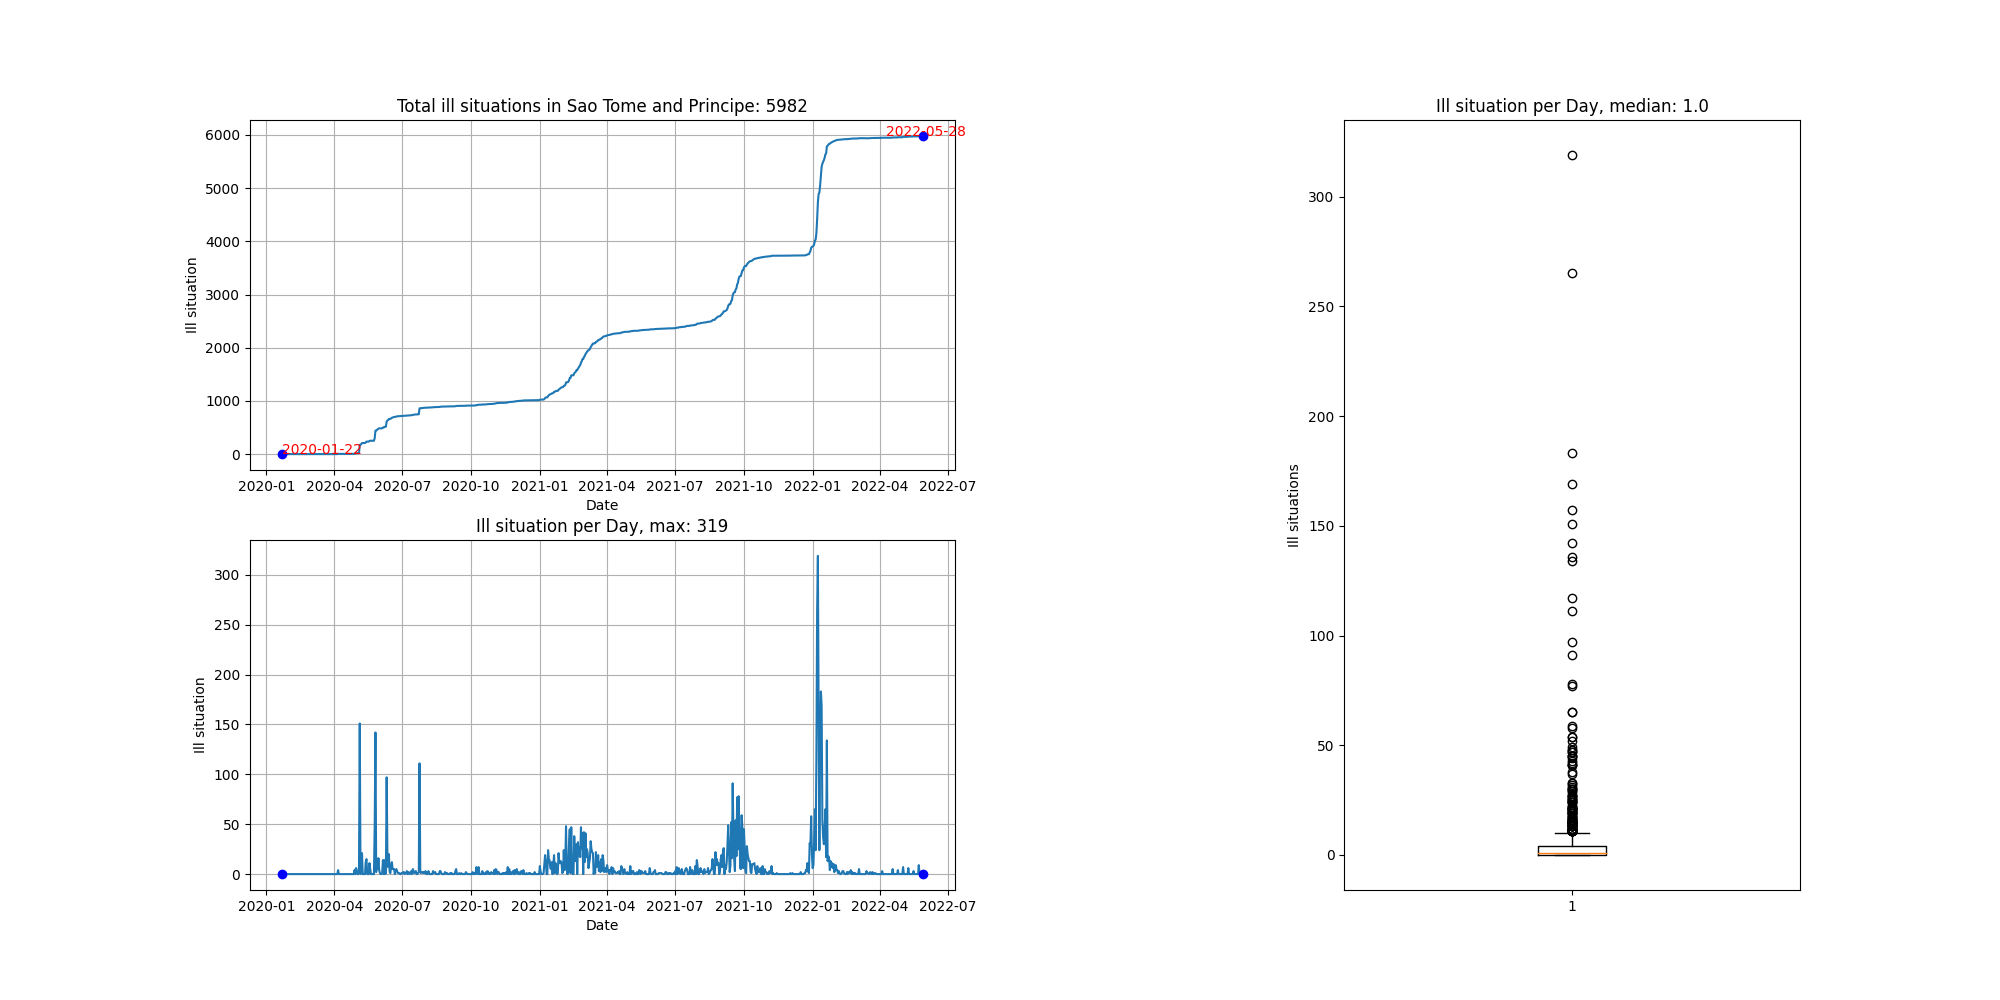 Total ill situations in Sao Tome and Principe: 5982
Ill situation
6000
5000
4000
3000
2000
1000
0
2020-01-22
2022-05-28
2020-01 2020-04 2020-07 2020-10 2021-01 2021-04 2021-07 2021-10 2022-01 2022-04 2022-07
Date
Ill situation per Day, max: 319
Ill situation
300
250
200
150
100
50
0
2020-01 2020-04 2020-07 2020-10 2021-01 2021-04 2021-07 2021-10 2022-01 2022-04 2022-07
Date
Ill situation per Day, median: 1.0
Ill situations
300
250
200
150
100
50
0
1